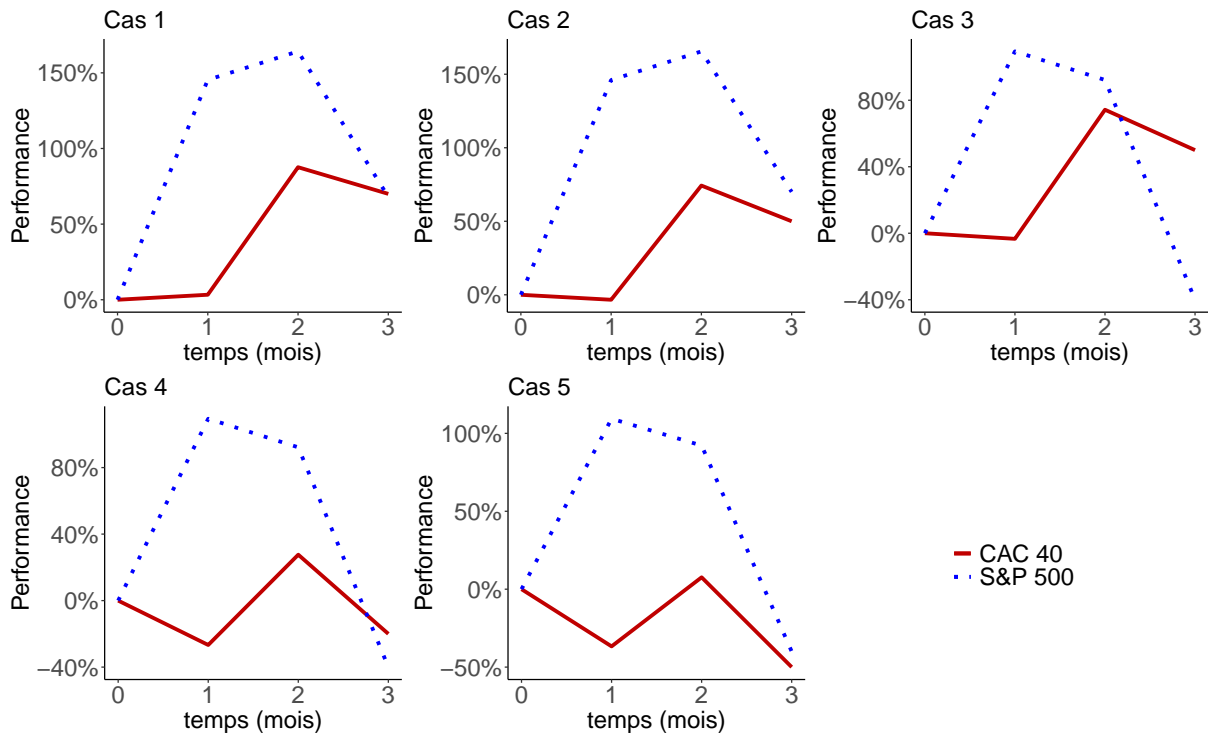 Cas 1
Performance
150%
100%
50%
0%
0 1 2 3
temps (mois)
Cas 2
Performance
150%
100%
50%
0%
0 1 2 3
temps (mois)
Cas 3
Performance
80%
40%
0%
−40%
0 1 2 3
temps (mois)
Cas 4
Performance
80%
40%
0%
−40%
0 1 2 3
temps (mois)
Cas 5
Performance
100%
50%
0%
−50%
0 1 2 3
temps (mois)
CAC 40
S&P 500